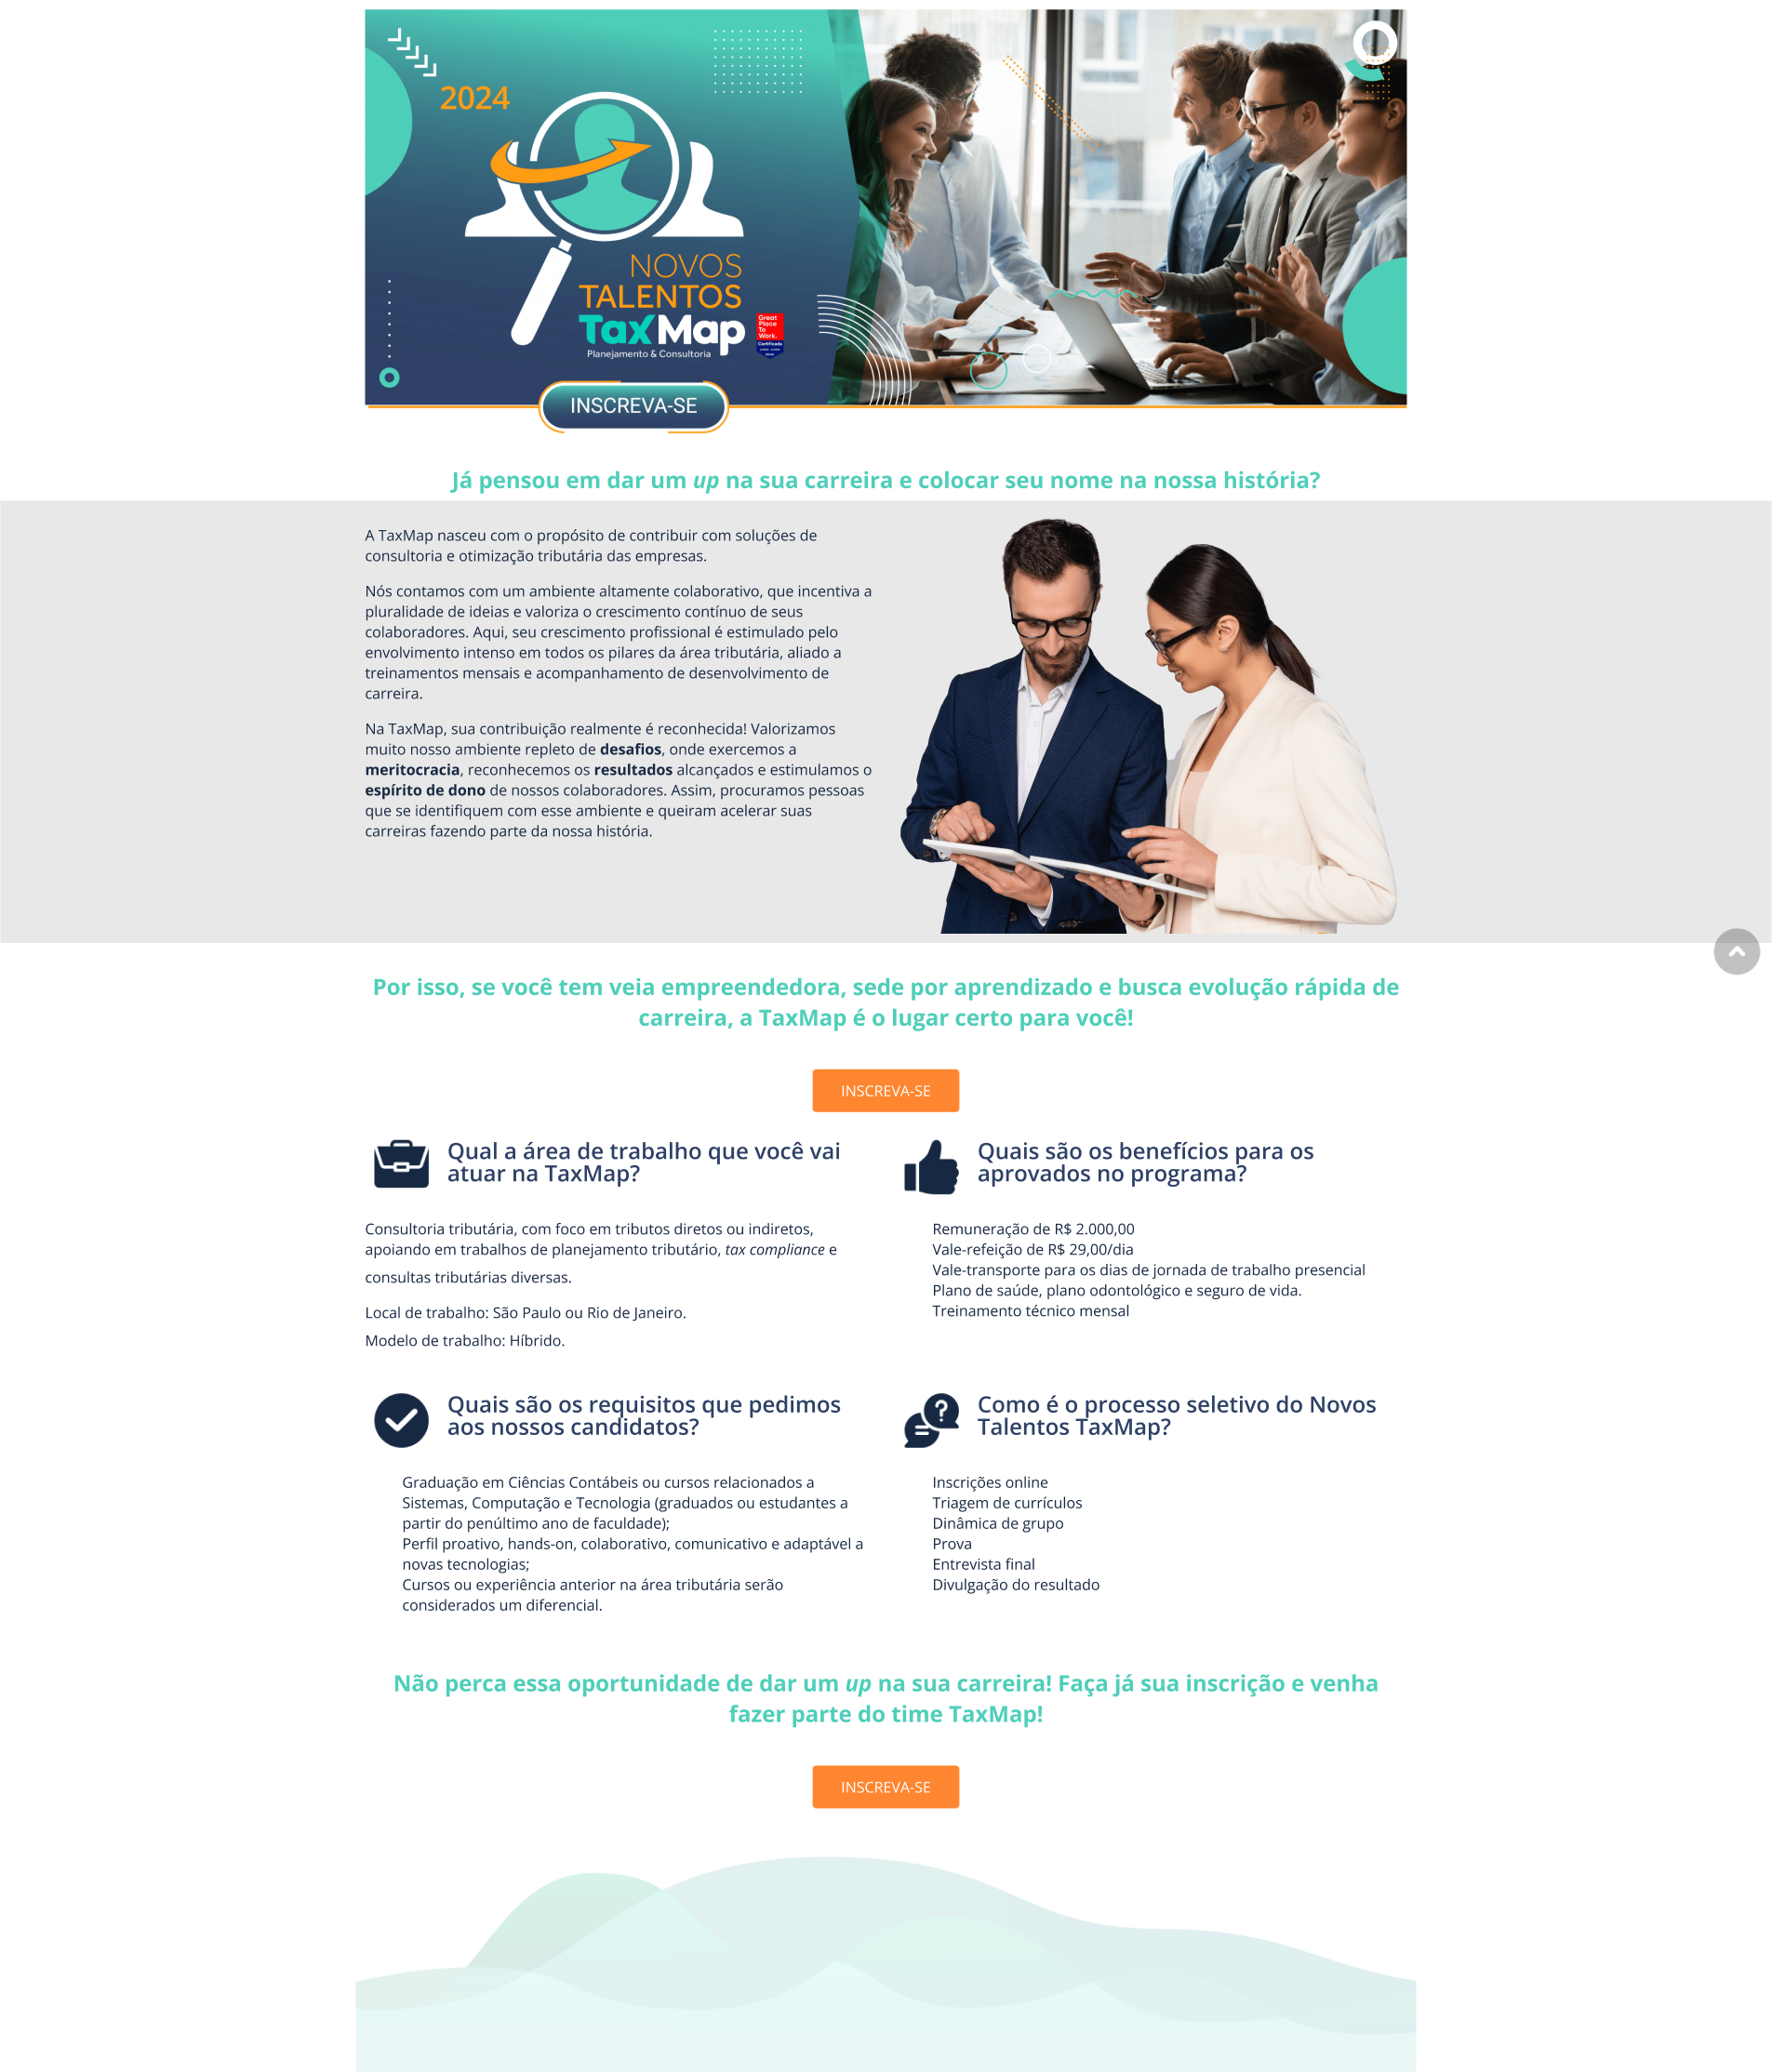 2024
NOVOS
TALENTOS
TaxMap
Planejamento & Consultoria
Great
Place
To
Work.
Certificada
INSCREVA-SE
Já pensou em dar um up na sua carreira e colocar seu nome na nossa história?
A TaxMap nasceu com o propósito de contribuir com soluções de
consultoria e otimização tributária das empresas.
Nós contamos com um ambiente altamente colaborativo, que incentiva a
pluralidade de ideias e valoriza o crescimento contínuo de seus
colaboradores. Aqui, seu crescimento profissional é estimulado pelo
envolvimento intenso em todos os pilares da área tributária, aliado a
treinamentos mensais e acompanhamento de desenvolvimento de
carreira.
Na TaxMap, sua contribuição realmente é reconhecida! Valorizamos
muito nosso ambiente repleto de desafios, onde exercemos a
meritocracia, reconhecemos os resultados alcançados e estimulamos o
espírito de dono de nossos colaboradores. Assim, procuramos pessoas
que se identifiquem com esse ambiente e queiram acelerar suas
carreiras fazendo parte da nossa história.
Por isso, se você tem veia empreendedora, sede por aprendizado e busca evolução rápida de
carreira, a TaxMap é o lugar certo para você!
INSCREVA-SE
Qual a área de trabalho que você vai
atuar na TaxMap?
Consultoria tributária, com foco em tributos diretos ou indiretos,
apoiando em trabalhos de planejamento tributário, tax compliance e
consultas tributárias diversas.
Local de trabalho: São Paulo ou Rio de Janeiro.
Modelo de trabalho: Híbrido.
Quais são os benefícios para os
aprovados no programa?
Remuneração de R$ 2.000,00
Vale-refeição de R$ 29,00/dia
Vale-transporte para os dias de jornada de trabalho presencial
Plano de saúde, plano odontológico e seguro de vida.
Treinamento técnico mensal
Quais são os requisitos que pedimos
aos nossos candidatos?
Graduação em Ciências Contábeis ou cursos relacionados a
Sistemas, Computação e Tecnologia (graduados ou estudantes a
partir do penúltimo ano de faculdade);
Perfil proativo, hands-on, colaborativo, comunicativo e adaptável a
novas tecnologias;
Cursos ou experiência anterior na área tributária serão
considerados um diferencial.
Como é o processo seletivo do Novos
Talentos TaxMap?
Inscrições online
Triagem de currículos
Dinâmica de grupo
Prova
Entrevista final
Divulgação do resultado
Não perca essa oportunidade de dar um up na sua carreira! Faça já sua inscrição e venha
fazer parte do time TaxMap!
INSCREVA-SE